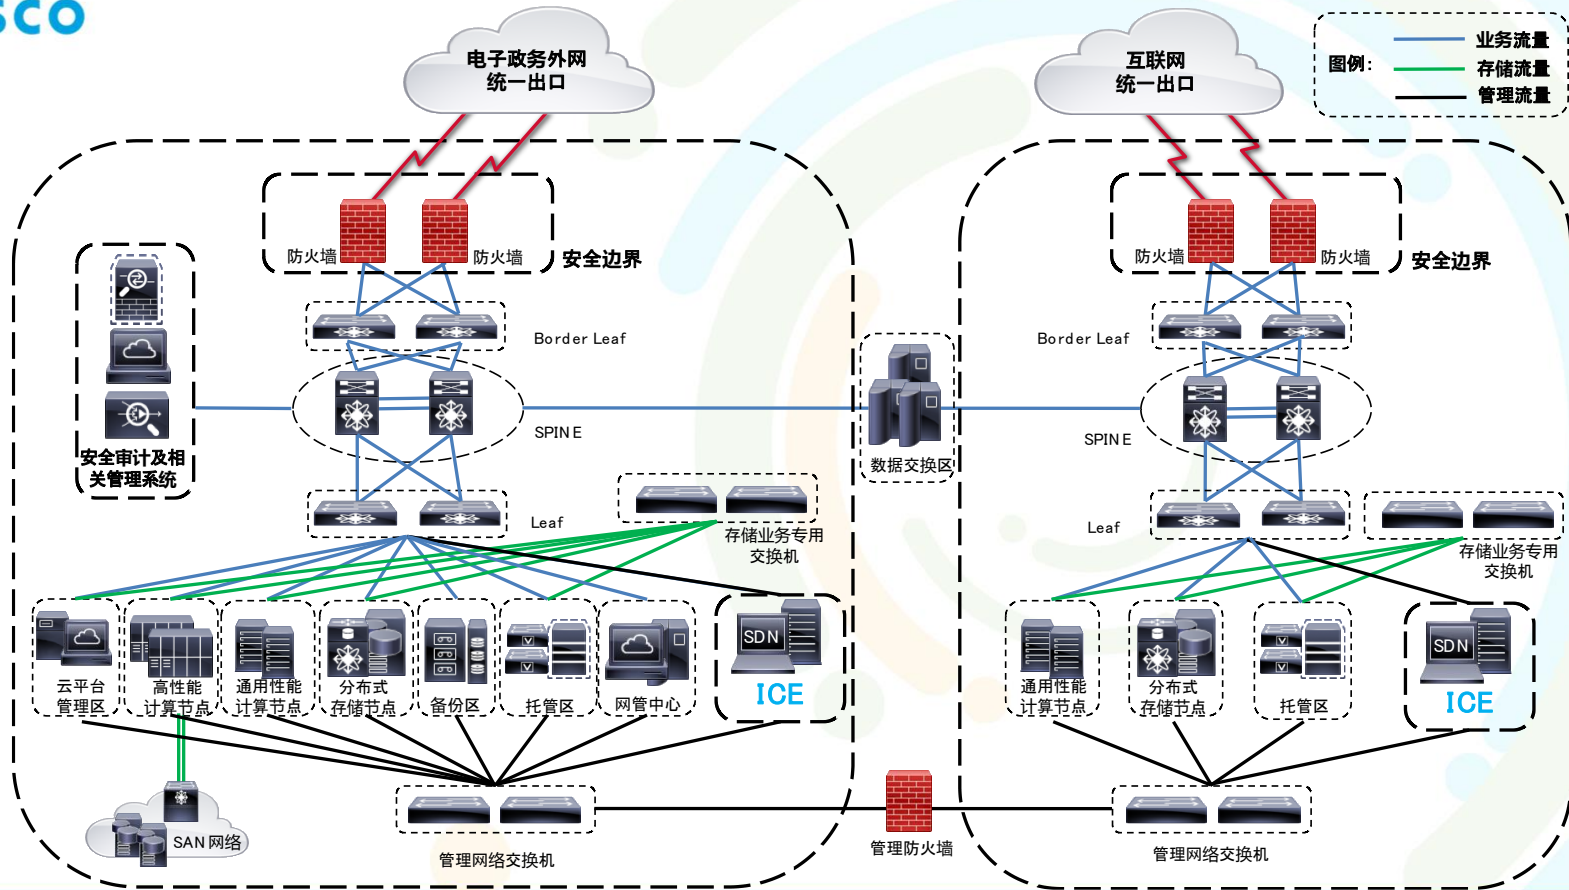 电子政务外网
统一出口
互联网
统一出口
图例：
业务流量
存储流量
管理流量
防火墙
防火墙
安全边界
防火墙
防火墙
安全边界
Border Leaf
Border Leaf
SPINE
SPINE
安全审计及相
关管理系统
数据交换区
Leaf
Leaf
存储业务专用
交换机
存储业务专用
交换机
云平台
管理区
高性能
计算节点
通用性能
计算节点
分布式
存储节点
备份区
托管区
网管中心
SDN
ICE
通用性能
计算节点
分布式
存储节点
托管区
SDN
ICE
SAN 网络
管理网络交换机
管理防火墙
管理网络交换机